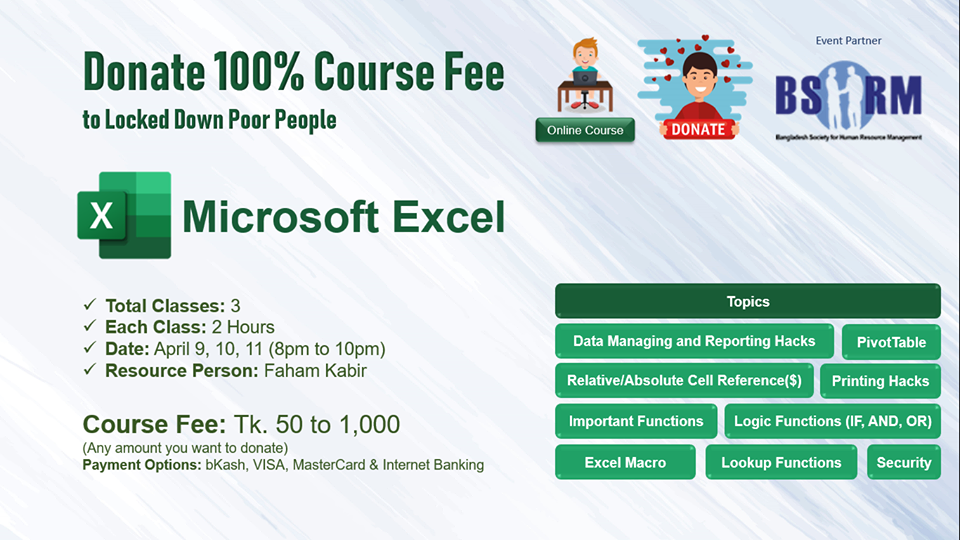 Donate 100% Course Fee
to Locked Down Poor People
Online Course
DONATE
Event Partner
BSHRM
Bangladesh Society for Human Resource Management
X
Microsoft Excel
Total Classes: 3
Each Class: 2 Hours
Date: April 9, 10, 11 (8pm to 10pm)
Resource Person: Faham Kabir
Course Fee: Tk. 50 to 1,000
(Any amount you want to donate)
Payment Options: bKash, VISA, MasterCard & Internet Banking
Topics
Data Managing and Reporting Hacks
PivotTable
Relative/Absolute Cell Reference($)
Printing Hacks
Important Functions
Logic Functions (IF, AND, OR)
Excel Macro
Lookup Functions
Security